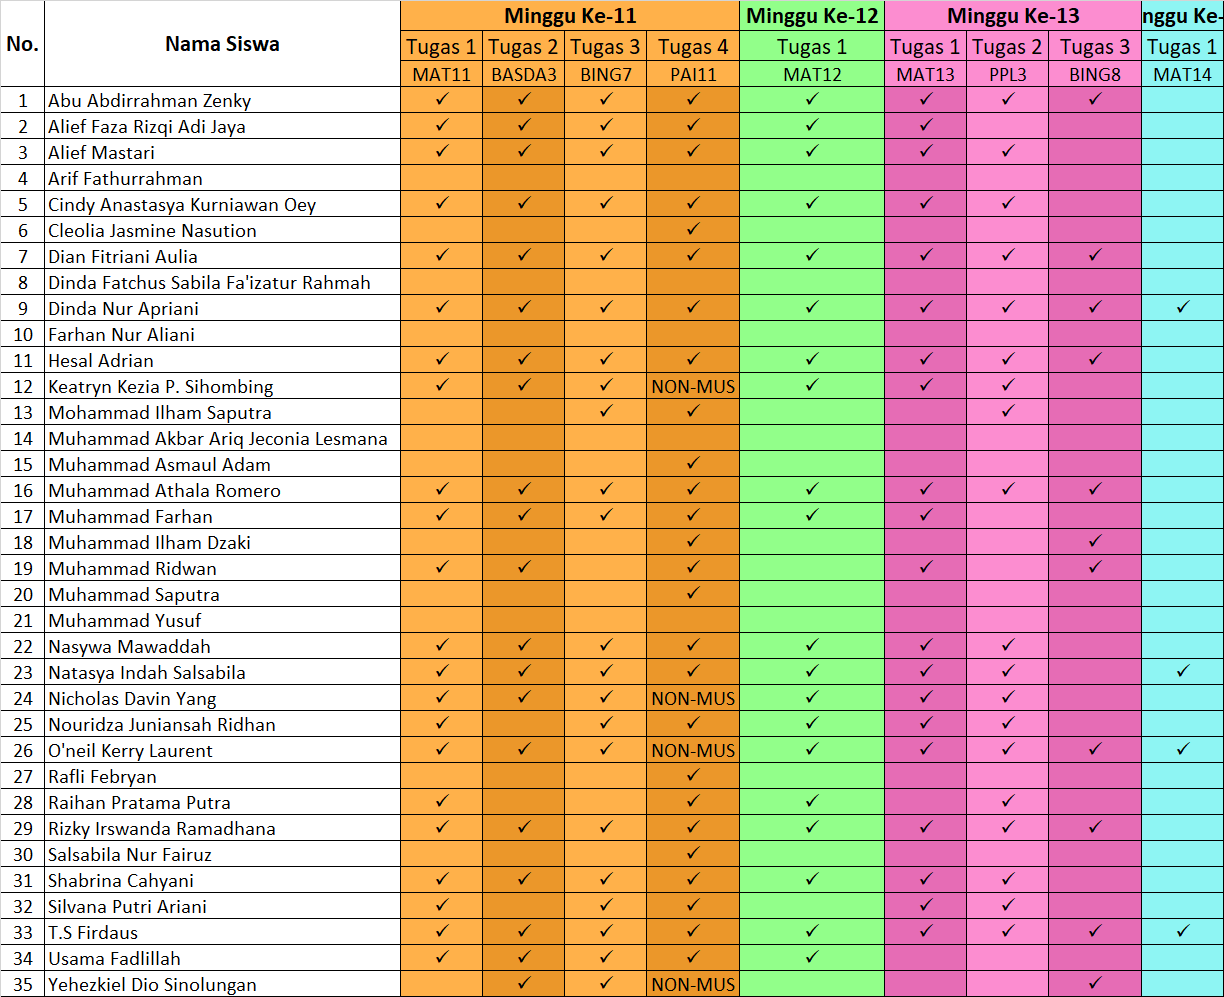 No. Nama Siswa Minggu Ke-11 Minggu Ke-12 Minggu Ke-13 nggu Ke-
Tugas 1 Tugas 2 Tugas 3 Tugas 4 Tugas 1 Tugas 1 Tugas 2 Tugas 3 Tugas 1
MAT11 BASDA3 BING7 PAI11 MAT12 MAT13 PPL3 BING8 MAT14
1 Abu Abdirrahman Zenky ✓ ✓ ✓ ✓ ✓ ✓ ✓ ✓
2 Alief Faza Rizqi Adi Jaya ✓ ✓ ✓ ✓ ✓ ✓
3 Alief Mastari ✓ ✓ ✓ ✓ ✓ ✓ ✓
4 Arif Fathurrahman
5 Cindy Anastasya Kurniawan Oey ✓ ✓ ✓ ✓ ✓ ✓ ✓
6 Cleolia Jasmine Nasution ✓
7 Dian Fitriani Aulia ✓ ✓ ✓ ✓ ✓ ✓ ✓ ✓
8 Dinda Fatchus Sabila Fa'izatur Rahmah
9 Dinda Nur Apriani ✓ ✓ ✓ ✓ ✓ ✓ ✓ ✓ ✓
10 Farhan Nur Aliani
11 Hesal Adrian ✓ ✓ ✓ ✓ ✓ ✓ ✓ ✓
12 Keatryn Kezia P. Sihombing ✓ ✓ ✓ NON-MUS ✓ ✓ ✓
13 Mohammad Ilham Saputra ✓ ✓ ✓
14 Muhammad Akbar Ariq Jeconia Lesmana
15 Muhammad Asmaul Adam ✓
16 Muhammad Athala Romero ✓ ✓ ✓ ✓ ✓ ✓ ✓ ✓
17 Muhammad Farhan ✓ ✓ ✓ ✓ ✓ ✓
18 Muhammad Ilham Dzaki ✓ ✓
19 Muhammad Ridwan ✓ ✓ ✓ ✓ ✓
20 Muhammad Saputra ✓
21 Muhammad Yusuf
22 Nasywa Mawaddah ✓ ✓ ✓ ✓ ✓ ✓ ✓
23 Natasya Indah Salsabila ✓ ✓ ✓ ✓ ✓ ✓ ✓ ✓
24 Nicholas Davin Yang ✓ ✓ ✓ NON-MUS ✓ ✓ ✓
25 Nouridza Juniansah Ridhan ✓ ✓ ✓ ✓ ✓ ✓
26 O'neil Kerry Laurent ✓ ✓ ✓ NON-MUS ✓ ✓ ✓ ✓ ✓
27 Rafli Febryan ✓
28 Raihan Pratama Putra ✓ ✓ ✓ ✓
29 Rizky Irswanda Ramadhana ✓ ✓ ✓ ✓ ✓ ✓ ✓ ✓
30 Salsabila Nur Fairuz ✓
31 Shabrina Cahyani ✓ ✓ ✓ ✓ ✓ ✓ ✓
32 Silvana Putri Ariani ✓ ✓ ✓ ✓ ✓
33 T.S Firdaus ✓ ✓ ✓ ✓ ✓ ✓ ✓ ✓ ✓
34 Usama Fadlillah ✓ ✓ ✓ ✓ ✓
35 Yehezkiel Dio Sinolungan ✓ ✓ NON-MUS ✓